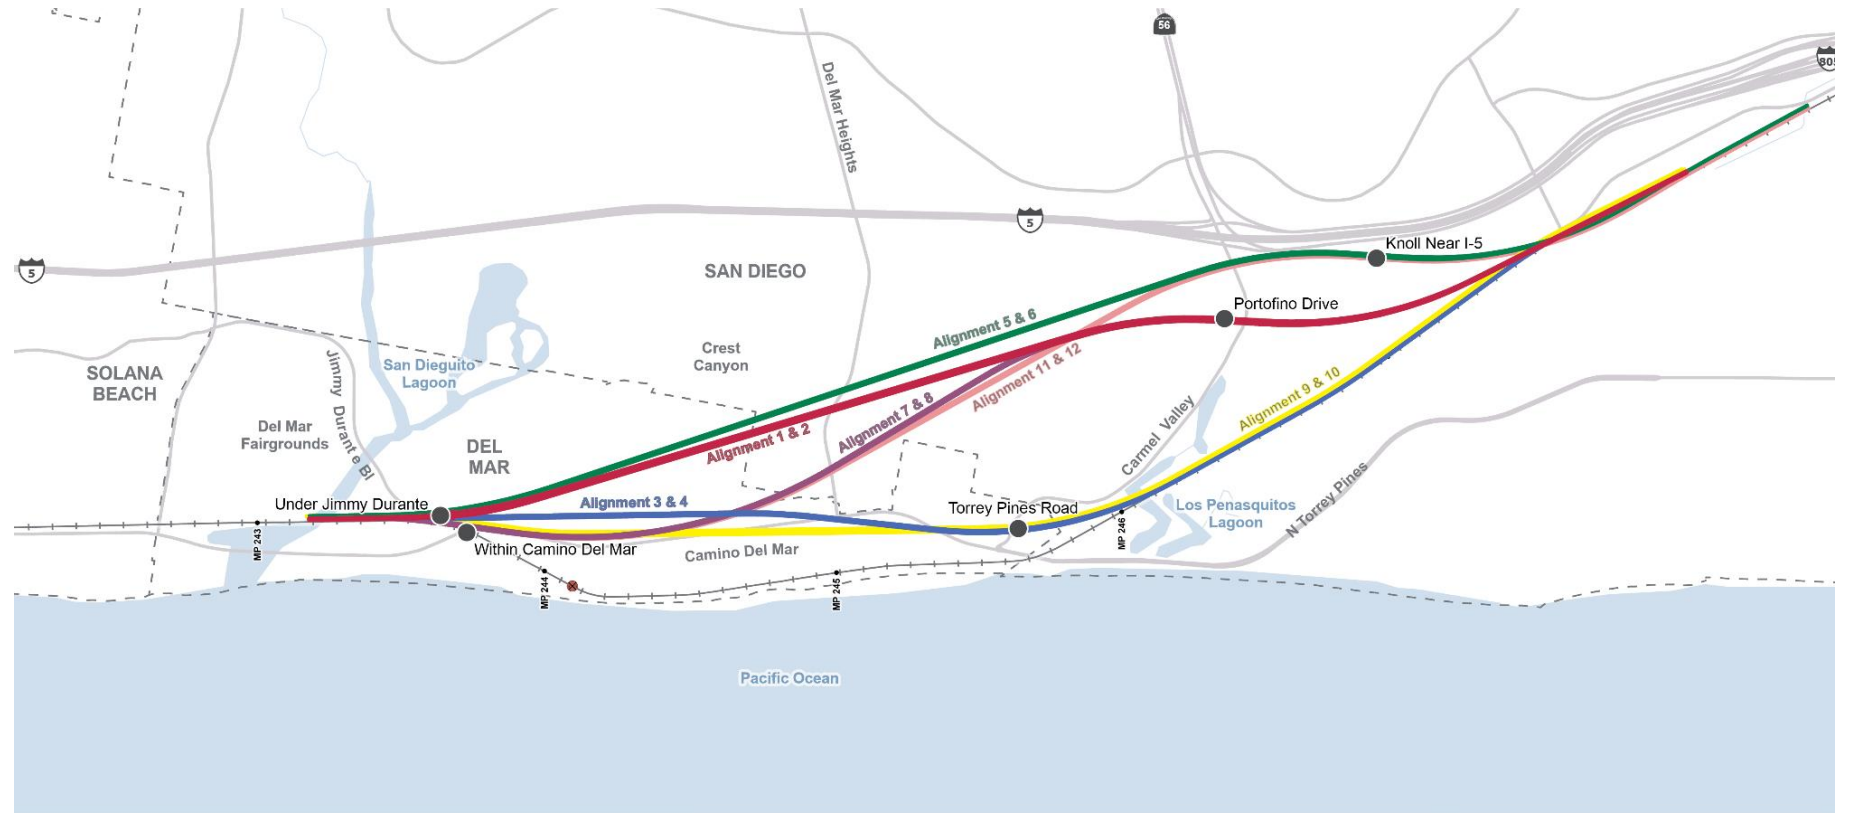 56
805
Del Mar Heights
5
Knoll Near I-5
5
SAN DIEGO
Portofino Drive
Alignment 5 & 6
Crest
Canyon
Jimmy Durante Bl
San Dieguito
Lagoon
SOLANA
BEACH
Alignment 11 & 12
Alignment 9 & 10
Alignment 7 & 8
Del Mar
Fairgrounds
DEL
MAR
Alignment 1 & 2
Carmel Valley
Under Jimmy Durante
Alignment 3 & 4
Torrey Pines Road
Los Penasquitos
Lagoon
N Torrey Pines
MP 243
Within Camino Del Mar
Camino Del Mar
MP 246
MP 244
MP 245
Pacific Ocean